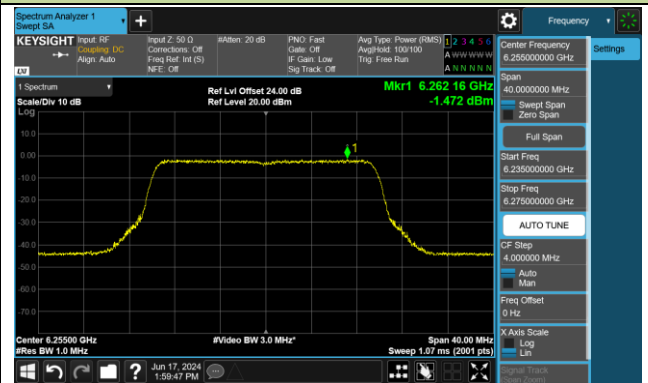 Spectrum Analyzer 1
Swept SA
+
Frequency
KEYSIGHT
Input: RF
Coupling: DC
Align: Auto
Input Z: 50 Ω
Corrections: Off
Freq Ref: Int (S)
NFE: Off
#Atten: 20 dB
PNO: Fast
Gate: Off
IF Gain: Low
Sig Track: Off
Avg Type: Power (RMS)
Avg|Hold: 100/100
Trig: Free Run
1 2 3 4 5 6
A W W W W W
A N N N N N
LXI
1 Spectrum
Scale/Div 10 dB
Log
Ref Lvl Offset 24.00 dB
Ref Level 20.00 dBm
Mkr1 6.262 16 GHz
-1.472 dBm
10.0
0.00
-10.0
-20.0
-30.0
-40.0
-50.0
-60.0
-70.0
1
Center 6.25500 GHz
#Res BW 1.0 MHz
#Video BW 3.0 MHz*
Span 40.00 MHz
Sweep 1.07 ms (2001 pts)
Jun 17, 2024
1:59:47 PM
Center Frequency
6.255000000 GHz
Settings
Span
40.0000000 MHz
Swept Span
Zero Span
Full Span
Start Freq
6.235000000 GHz
Stop Freq
6.275000000 GHz
AUTO TUNE
CF Step
4.000000 MHz
Auto
Man
Freq Offset
0 Hz
X Axis Scale
Log
Lin
Signal Track
(Span Zoom)